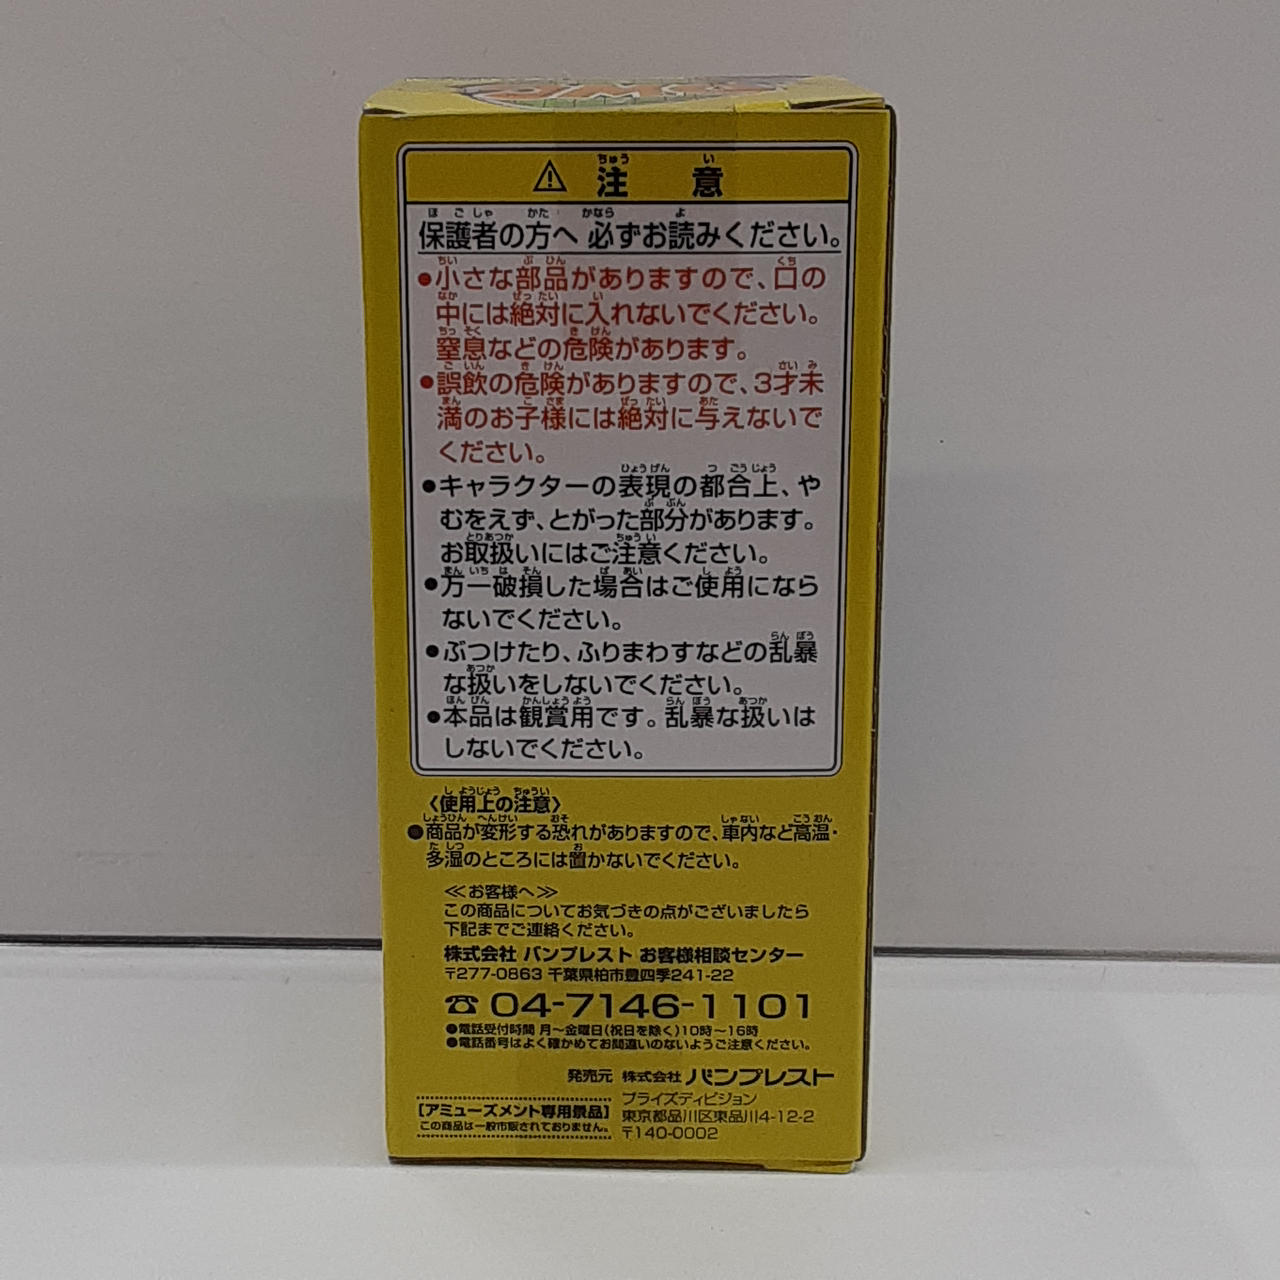 ⚠ 注 意
保護者の方へ 必ずお読みください。
●小さな部品がありますので、口の
中には絶対に入れないでください。
窒息などの危険があります。
●誤飲の危険がありますので、3才未
満のお子様には絶対に与えないで
ください。
●キャラクターの表現の都合上、や
むをえず、とがった部分があります。
お取扱いにはご注意ください。
●万一破損した場合はご使用になら
ないでください。
●ぶつけたり、ふりまわすなどの乱暴
な扱いをしないでください。
●本品は観賞用です。乱暴な扱いは
しないでください。
〈使用上の注意〉
●商品が変形する恐れがありますので、車内など高温・
多湿のところには置かないでください。
≪お客様へ≫
この商品についてお気づきの点がございましたら
下記までご連絡ください。
株式会社 バンプレスト お客様相談センター
〒277-0863 千葉県柏市豊四季241-22
☎ 04-7146-1101
●電話受付時間 月～金曜日(祝日を除く)10時～16時
●電話番号はよく確かめてお間違いのないようご注意ください。
発売元 株式会社 バンプレスト
プライズディビジョン
東京都品川区東品川4-12-2
〒140-0002
[アミューズメント専用景品]
この商品は一般市販されておりません。